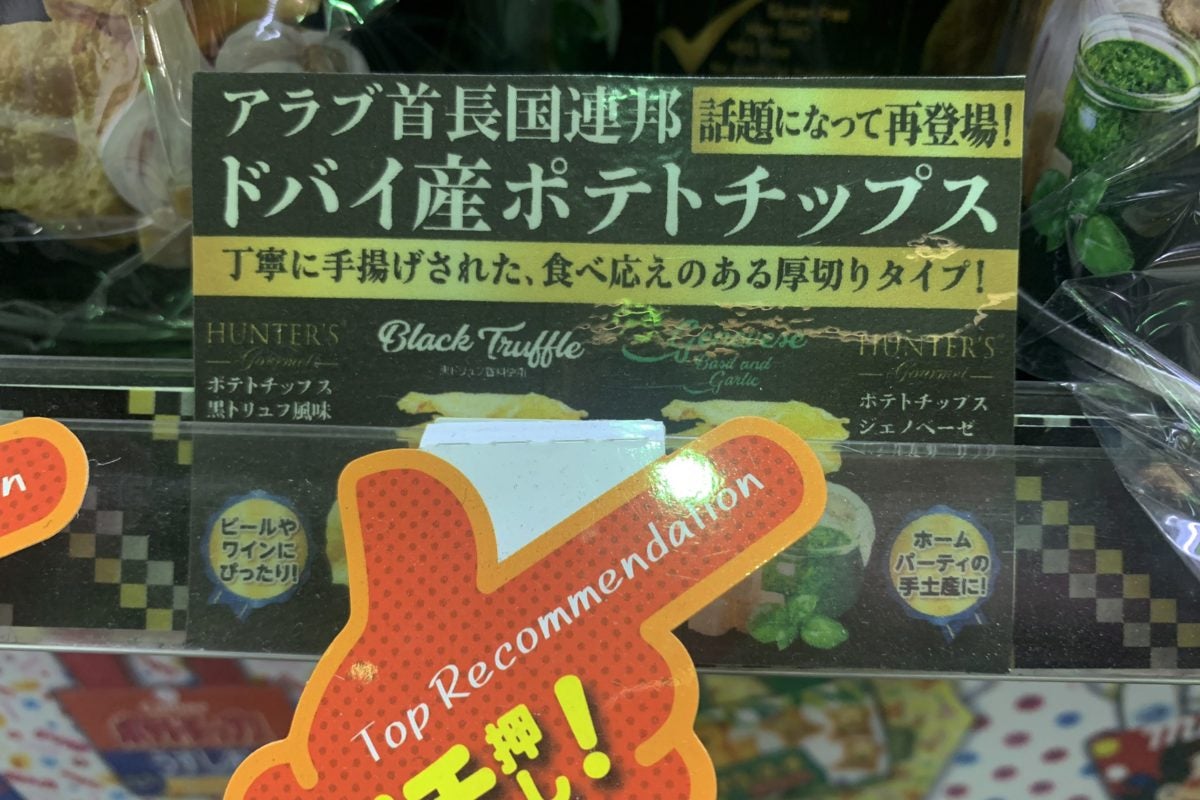 アラブ首長国連邦
話題になって再登場!
ドバイ産ポテトチップス
丁寧に手揚げされた、食べ応えのある厚切りタイプ!
HUNTER'S
Gourmet
ポテトチップス
黒トリュフ風味
Black Truffle
Genovese
Basil and
Garlic
HUNTER'S
Gourmet
ポテトチップス
ジェノベーゼ
ビールや
ワインに
ぴったり!
ホーム
パーティの
手土産に!
Top Recommendation
押
し!
n